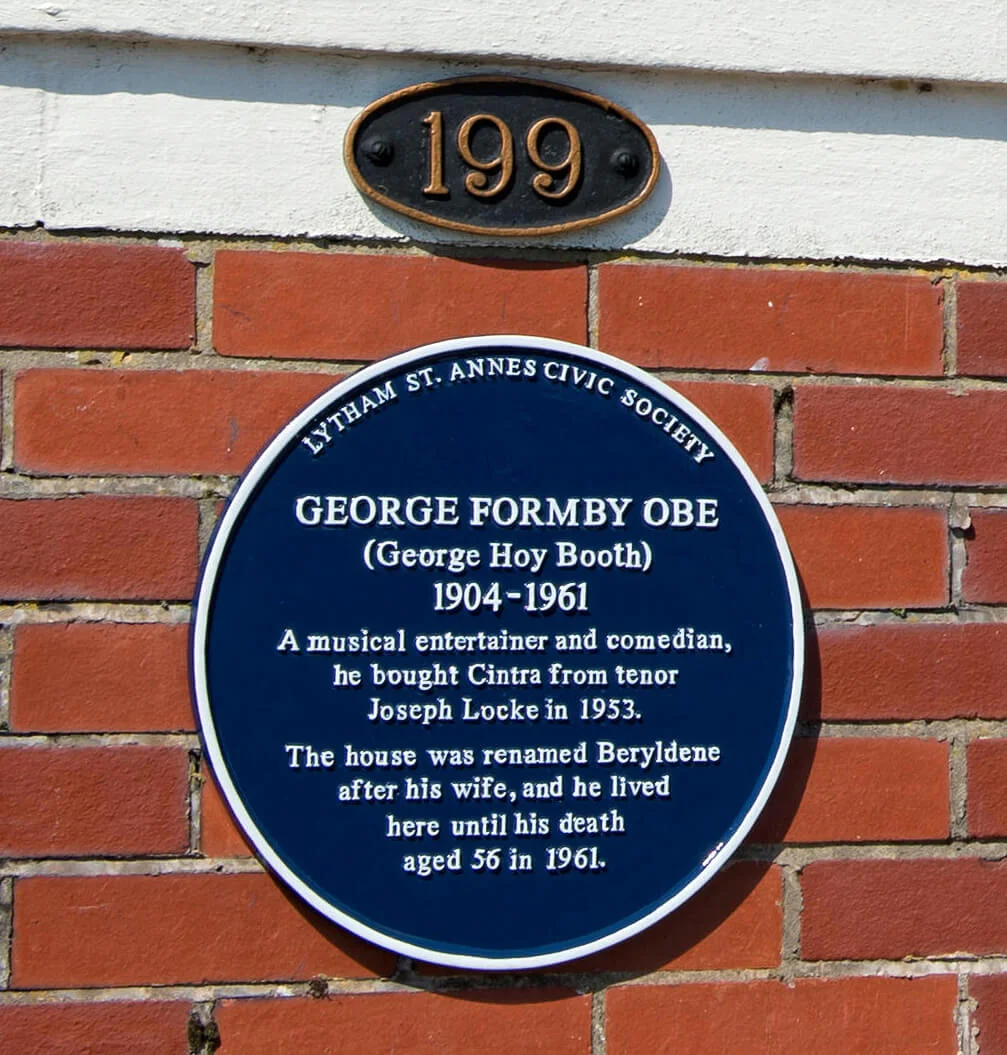 199
LYTHAM ST. ANNES CIVIC SOCIETY
GEORGE FORMBY OBE
(George Hoy Booth)
1904-1961
A musical entertainer and comedian,
he bought Cintra from tenor
Joseph Locke in 1953.
The house was renamed Beryldene
after his wife, and he lived
here until his death
aged 56 in 1961.